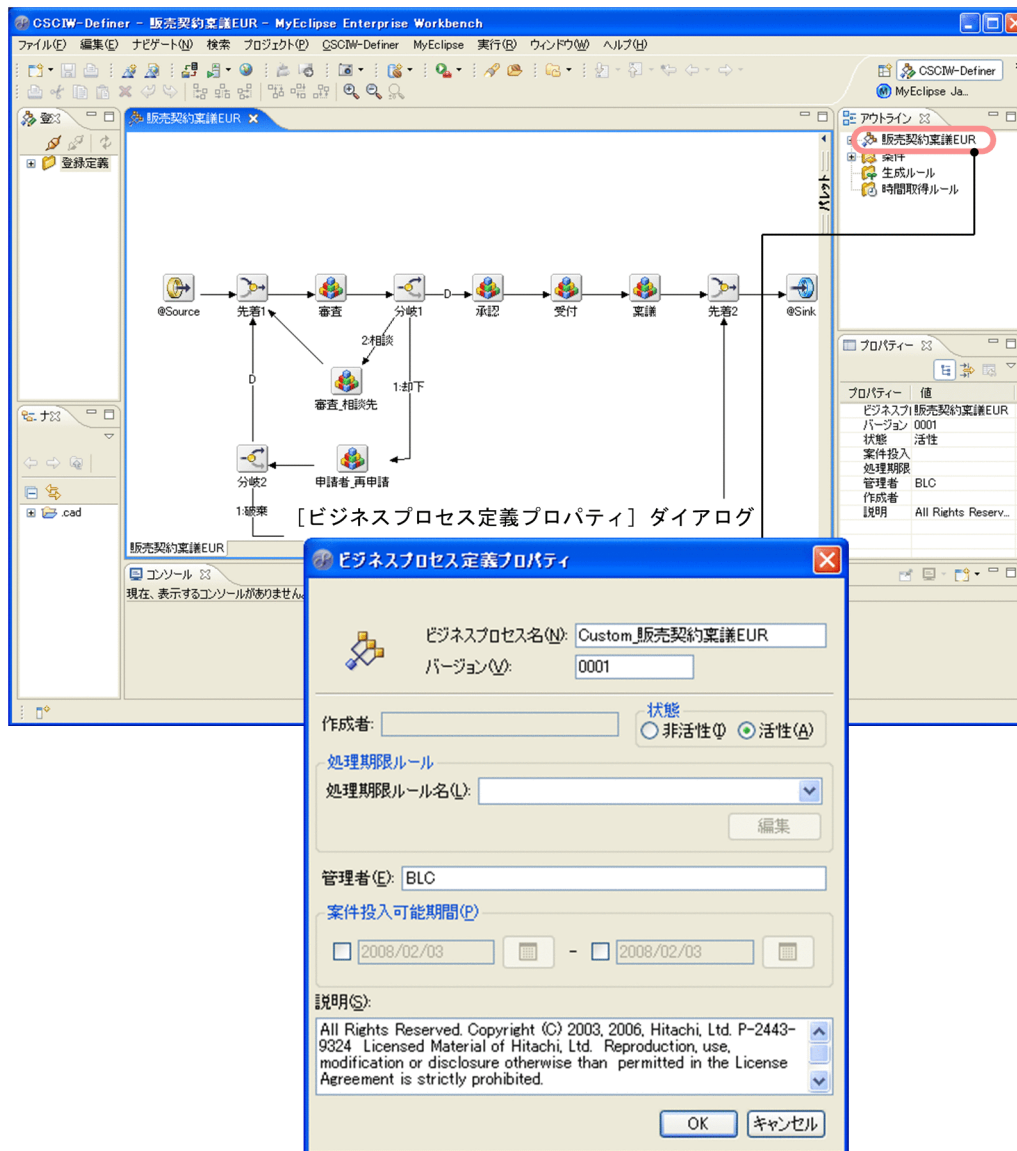 CSCIW-Definer - 販売契約稟議EUR - MyEclipse Enterprise Workbench
ファイル(F) 編集(E) ナビゲート(N) 検索 プロジェクト(P) CSCIW-Definer MyEclipse 実行(R) ウィンドウ(W) ヘルプ(H)
CSCIW-Definer
MyEclipse Ja...
登
登録定義
販売契約稟議EUR
パレット
アウトライン
販売契約稟議EUR
条件
生成ルール
時間取得ルール
@Source
先着1
審査
分岐1
D
承認
受付
稟議
先着2
@Sink
2:相談
D
審査_相談先
1:却下
分岐2
申請者_再申請
1:破棄
販売契約稟議EUR
プロパティー
プロパティー 値
ビジネスプ 販売契約稟議EUR
バージョン 0001
状態 活性
案件投入
処理期限
管理者 BLC
作成者
説明 All Rights Reserv...
ナ
.cad
コンソール
現在、表示するコンソールがありません。
[ビジネスプロセス定義プロパティ] ダイアログ
ビジネスプロセス定義プロパティ
ビジネスプロセス名(N): Custom_販売契約稟議EUR
バージョン(V): 0001
作成者:
状態
非活性(I) 活性(A)
処理期限ルール
処理期限ルール名(L):
編集
管理者(E): BLC
案件投入可能期間(P)
2008/02/03 - 2008/02/03
説明(S):
All Rights Reserved. Copyright (C) 2003, 2006, Hitachi, Ltd. P-2443-
9324 Licensed Material of Hitachi, Ltd. Reproduction, use,
modification or disclosure otherwise than permitted in the License
Agreement is strictly prohibited.
OK キャンセル